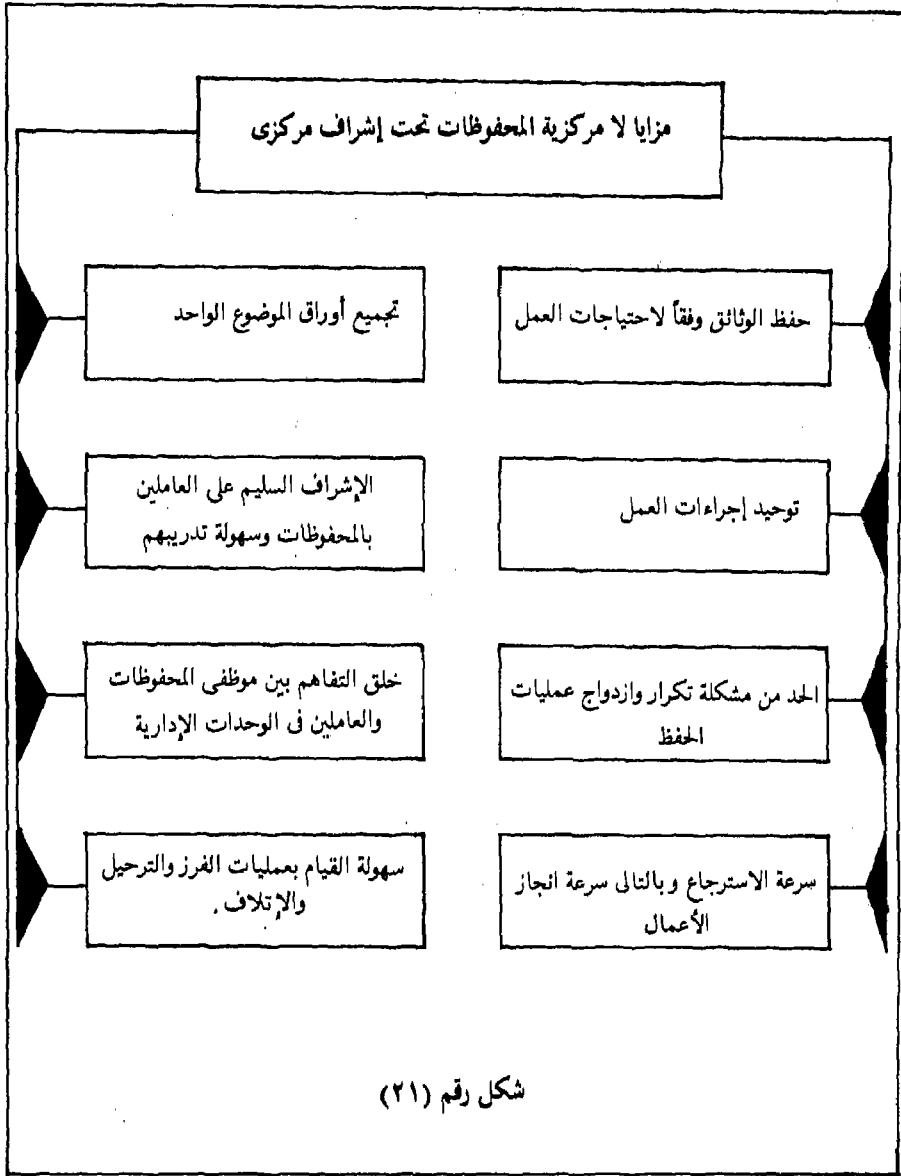 مزايا لا مركزية المحفوظات تحت إشراف مركزى
حفظ الوثائق وفقاً لاحتياجات العمل
تجميع أوراق الموضوع الواحد
توحيد إجراءات العمل
الإشراف السليم على العاملين
بالمحفوظات وسهولة تدريبهم
الحد من مشكلة تكرار وازدواج عمليات
الحفظ
خلق التفاهم بين موظفى المحفوظات
والعاملين فى الوحدات الإدارية
سرعة الاسترجاع وبالتالى سرعة انجاز
الأعمال
سهولة القيام بعمليات الفرز والترحيل
والإتلاف .
شكل رقم (٢١)